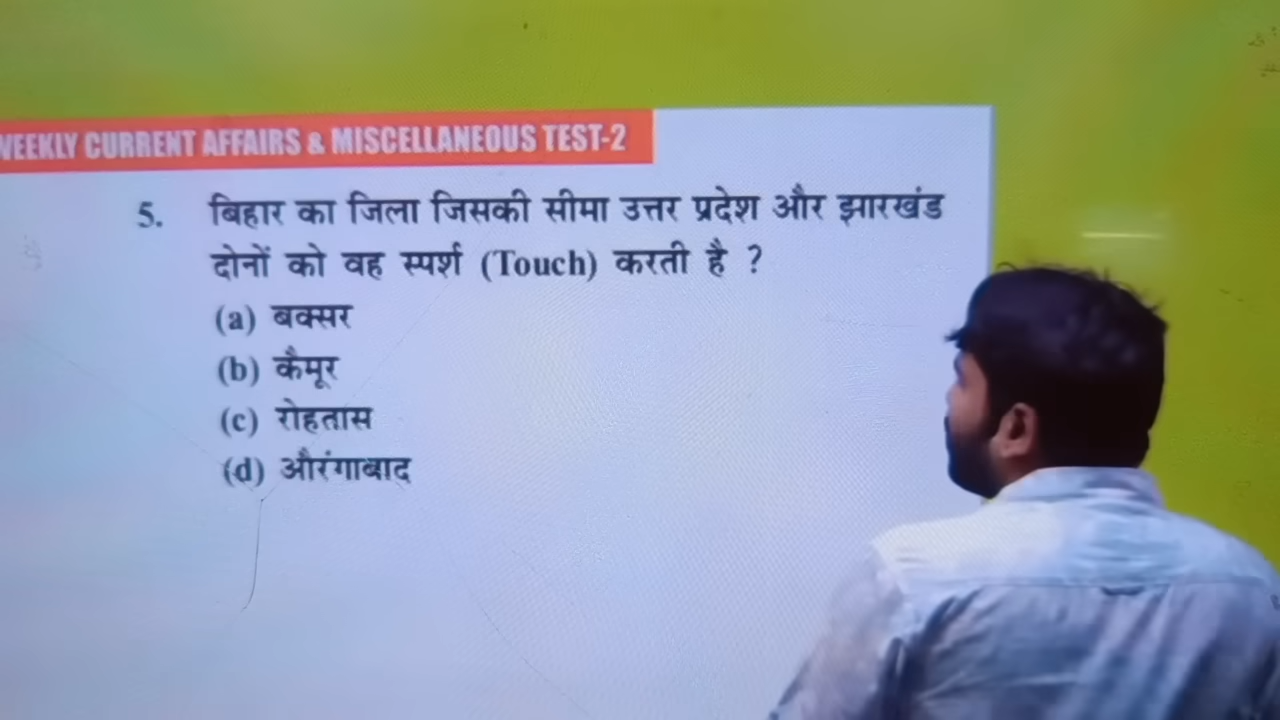 WEEKLY CURRENT AFFAIRS & MISCELLANEOUS TEST-2
5. बिहार का जिला जिसकी सीमा उत्तर प्रदेश और झारखंड
दोनों को वह स्पर्श (Touch) करती है ?
(a) बक्सर
(b) कैमूर
(c) रोहतास
(d) औरंगाबाद